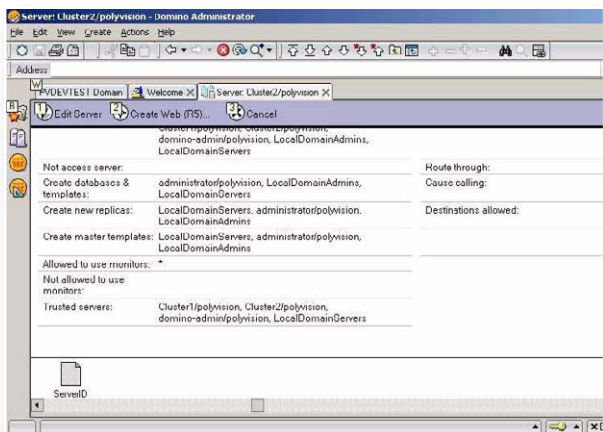 Server: Cluster2/polyvision - Domino Administrator
File Edit View Create Actions Help
Address
W
PVDEVTEST Domain Welcome X Server: Cluster2/polyvision X
1 Edit Server 2 Create Web (R5)... 3 Cancel
Cluster1/polyvision, Cluster2/polyvision,
domino-admin/polyvision, LocalDomainAdmins,
LocalDomainServers
Not access server: Route through:
Create databases & templates: administrator/polyvision, LocalDomainAdmins, LocalDomainServers Cause calling:
Create new replicas: LocalDomainServers, administrator/polyvision, LocalDomainAdmins Destinations allowed:
Create master templates: LocalDomainServers, administrator/polyvision,
LocalDomainAdmins
Allowed to use monitors: *
Not allowed to use
monitors:
Trusted servers: Cluster1/polyvision, Cluster2/polyvision,
domino-admin/polyvision, LocalDomainServers
ServerID